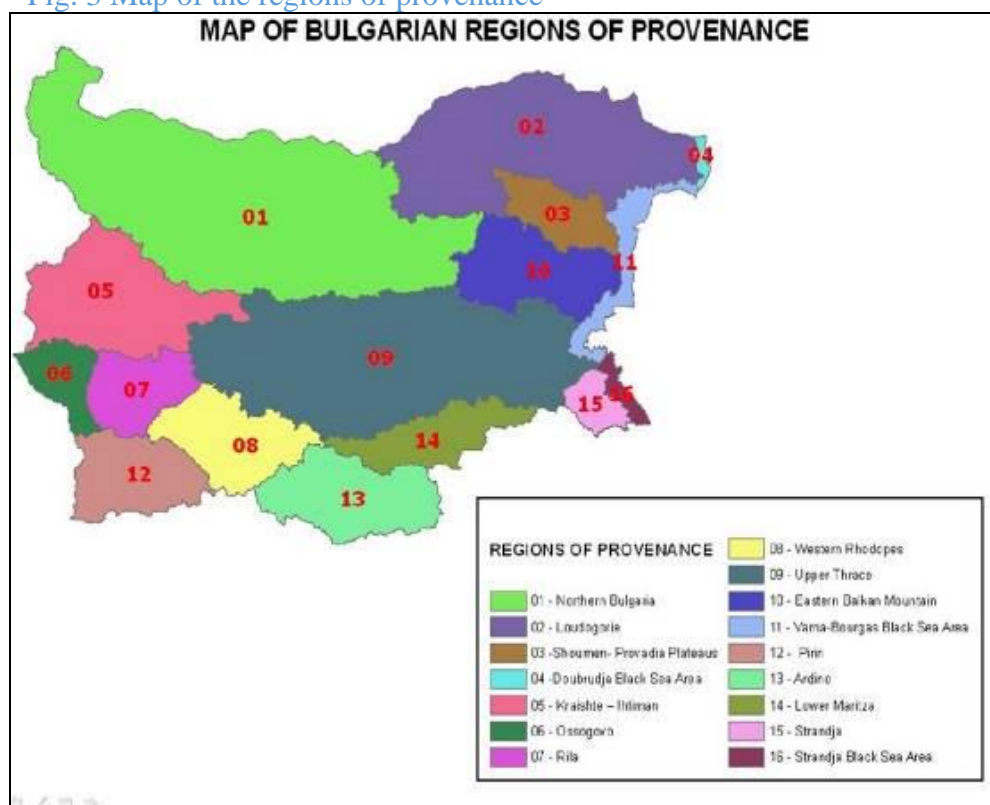 Fig. 3 Map of the regions of provenance
MAP OF BULGARIAN REGIONS OF PROVENANCE
02
04
03
01
11
10
05
09
06
07
16
15
14
08
12
13
REGIONS OF PROVENANCE
01 - Northern Bulgaria
02 - Loudogorie
03 -Shoumen- Provadia Plateaus
04 -Doubrudja Black Sea Area
05 - Kraishte – Ihtiman
06 - Ossogovo
07 - Rila
08 - Western Rhodopes
09 - Upper Thrace
10 - Eastern Balkan Mountain
11 - Varna-Bourgas Black Sea Area
12 - Pirin
13 - Ardino
14 - Lower Maritza
15 - Strandja
16 - Strandja Black Sea Area